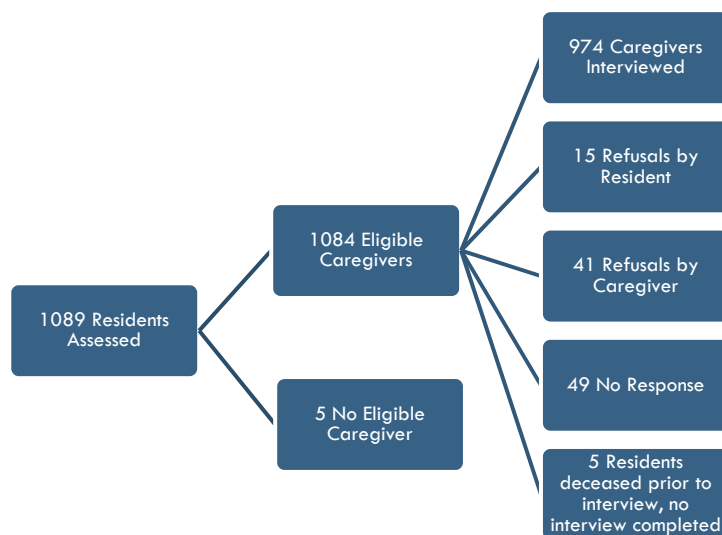 1089 Residents
Assessed
1084 Eligible
Caregivers
5 No Eligible
Caregiver
974 Caregivers
Interviewed
15 Refusals by
Resident
41 Refusals by
Caregiver
49 No Response
5 Residents
deceased prior to
interview, no
interview completed